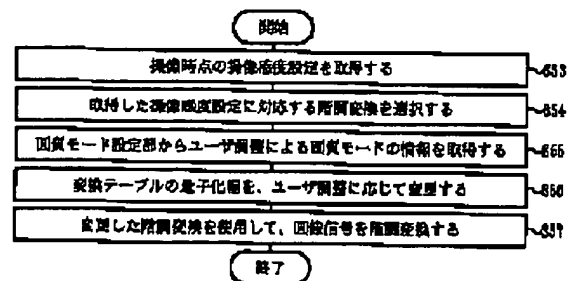 開始
撮像時点の撮像感度設定を取得する
S53
取得した撮像感度設定に対応する階調変換を選択する
S54
画質モード設定部からユーザ調整による画質モードの情報を取得する
S55
変換テーブルの量子化幅を、ユーザ調整に応じて変更する
S56
変更した階調変換を使用して、画像信号を階調変換する
S57
終了